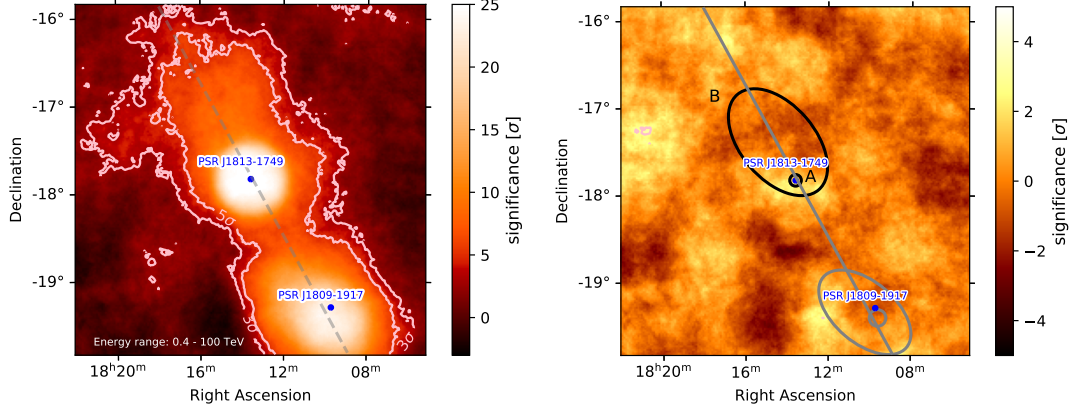 -16°
-17°
-18°
-19°
Declination
18ʰ20ᵐ
16ᵐ
12ᵐ
08ᵐ
Right Ascension
PSR J1813-1749
PSR J1809-1917
5σ
3σ
3σ
Energy range: 0.4 - 100 TeV
25
20
15
10
5
0
significance [σ]
-16°
-17°
-18°
-19°
Declination
18ʰ20ᵐ
16ᵐ
12ᵐ
08ᵐ
Right Ascension
B
PSR J1813-1749
A
PSR J1809-1917
4
2
0
−2
−4
significance [σ]